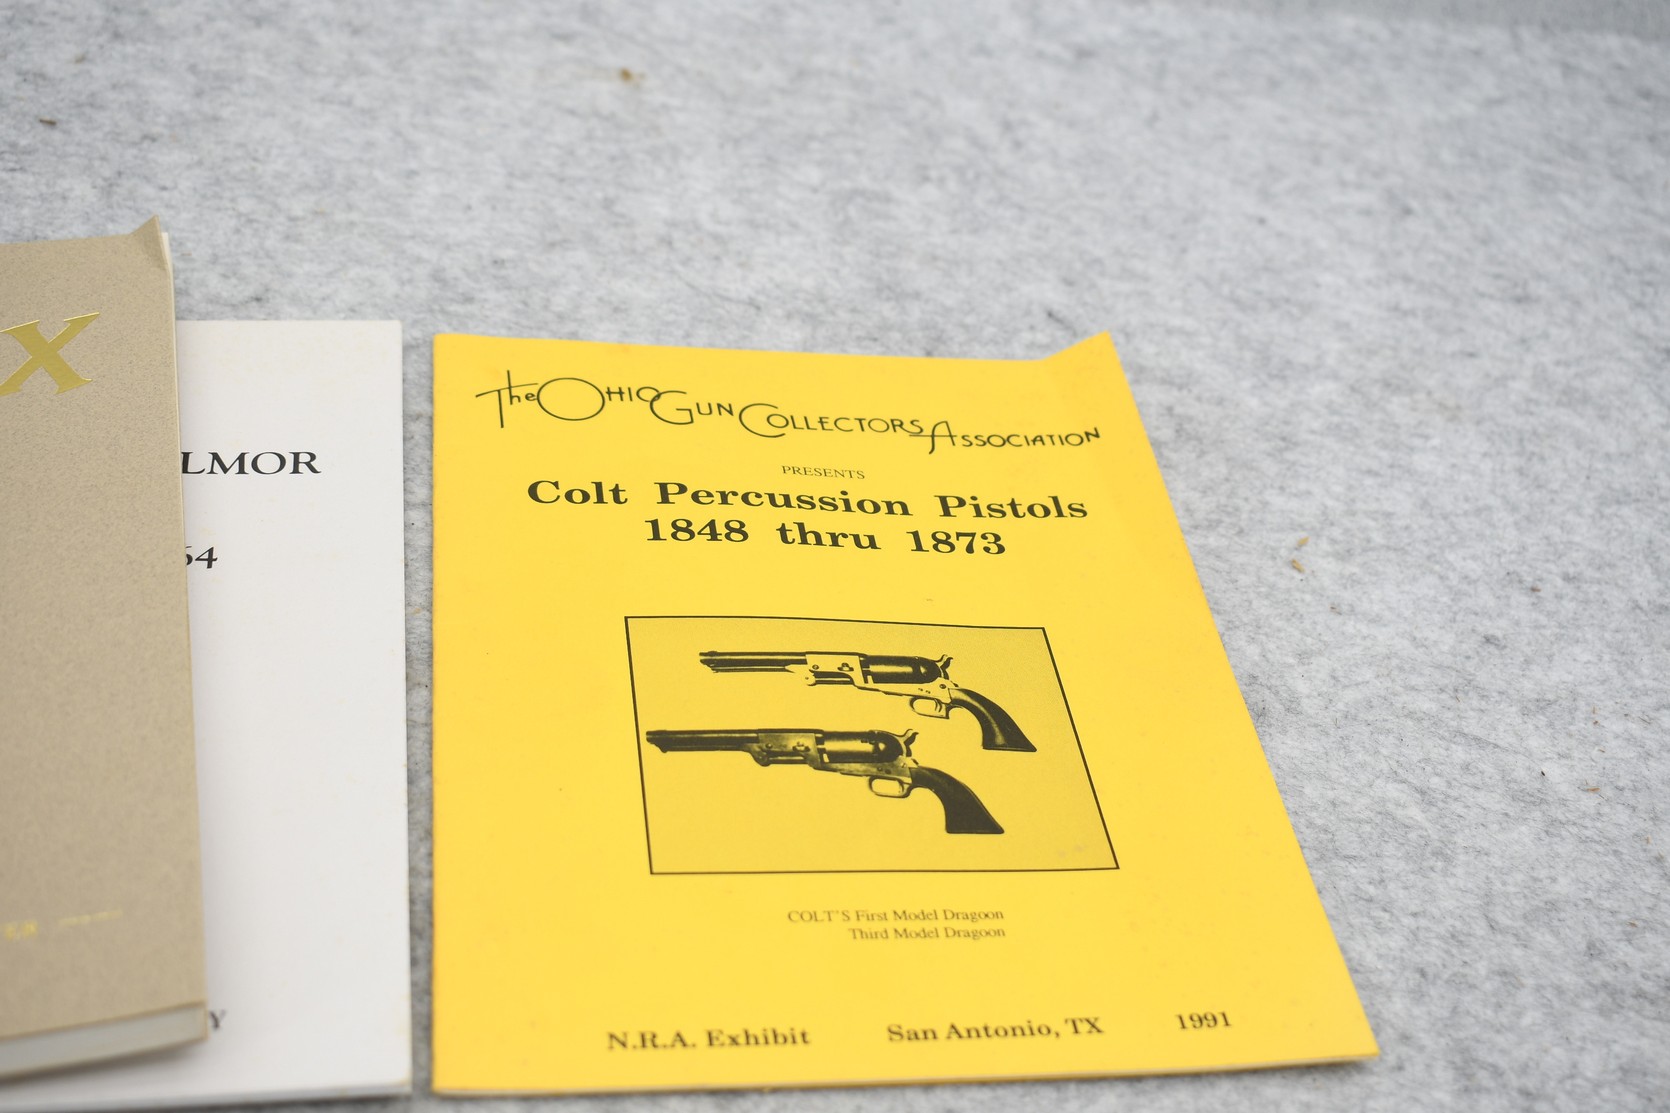 X
LMOR
64
Y
The Ohio Gun Collectors Association
PRESENTS
Colt Percussion Pistols
1848 thru 1873
COLT'S First Model Dragoon
Third Model Dragoon
N.R.A. Exhibit San Antonio, TX 1991